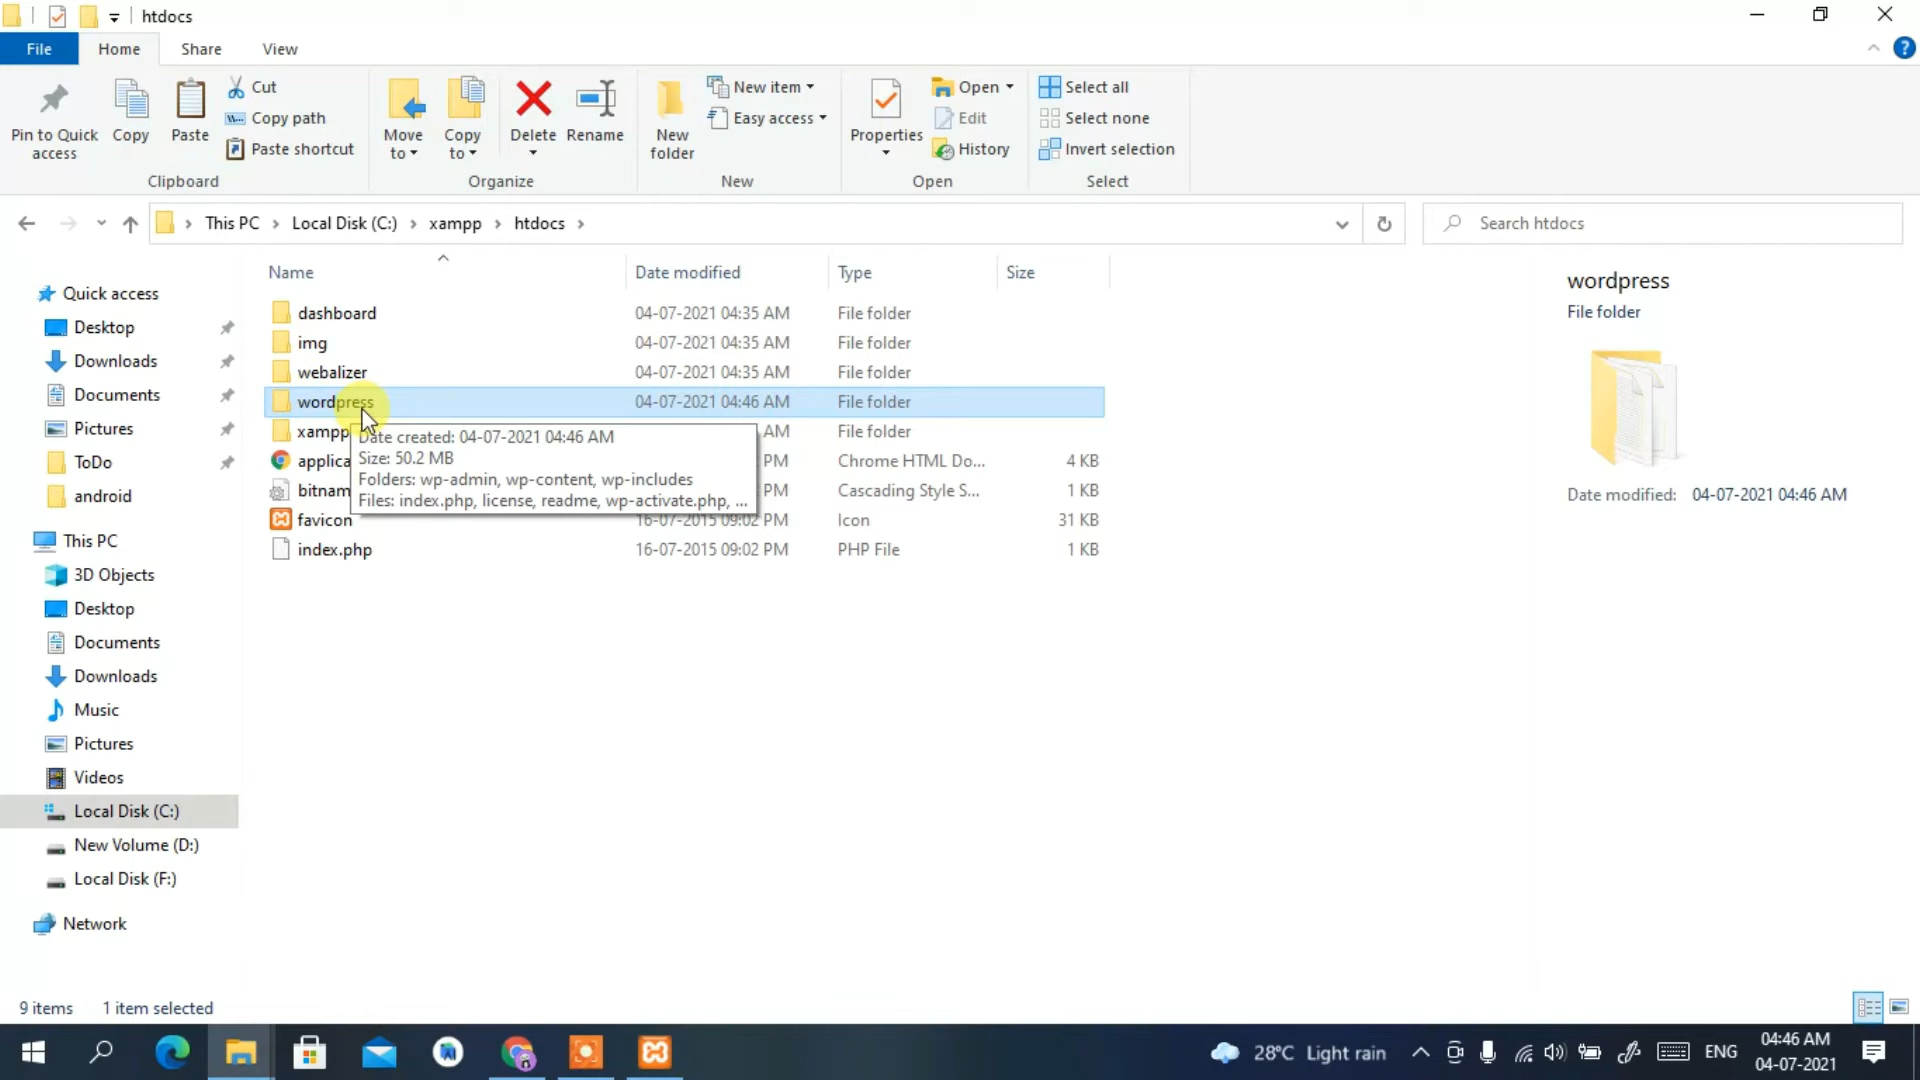 htdocs
File
Home
Share
View
Pin to Quick access
Copy
Paste
Cut
Copy path
Paste shortcut
Clipboard
Move to
Copy to
Delete
Rename
Organize
New folder
New item
Easy access
New
Properties
Open
Edit
History
Open
Select all
Select none
Invert selection
Select
This PC > Local Disk (C:) > xampp > htdocs >
Search htdocs
Quick access
Desktop
Downloads
Documents
Pictures
ToDo
android
This PC
3D Objects
Desktop
Documents
Downloads
Music
Pictures
Videos
Local Disk (C:)
New Volume (D:)
Local Disk (F:)
Network
Name Date modified Type Size
dashboard 04-07-2021 04:35 AM File folder
img 04-07-2021 04:35 AM File folder
webalizer 04-07-2021 04:35 AM File folder
wordpress 04-07-2021 04:46 AM File folder
xampp AM File folder
applica PM Chrome HTML Do... 4 KB
bitnam PM Cascading Style S... 1 KB
favicon 16-07-2015 09:02 PM Icon 31 KB
index.php 16-07-2015 09:02 PM PHP File 1 KB
Date created: 04-07-2021 04:46 AM
Size: 50.2 MB
Folders: wp-admin, wp-content, wp-includes
Files: index.php, license, readme, wp-activate.php, ...
wordpress
File folder
Date modified: 04-07-2021 04:46 AM
9 items 1 item selected
28°C Light rain
ENG
04:46 AM
04-07-2021